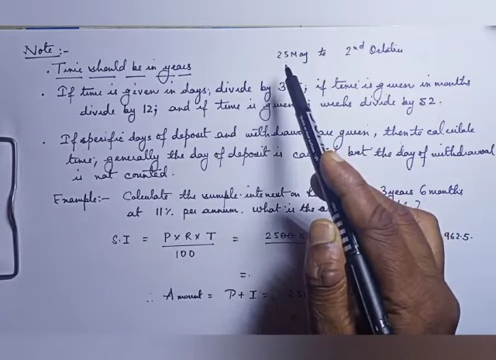 Note :-
25 May to 2nd October
. Time should be in years
. If time is given in days, divide by 3 ; if time is given in months
divide by 12; and if time is given weeks divide by 52.
. If specific days of deposit and withdrawal are given, then to calculate
time, generally the day of deposit is but the day of withdrawal
is not counted.
Example:- Calculate the simple interest on 3 years 6 months
at 11% per annum. What is the ?
S.I = P x R x T / 100 = 2500 x 962.5
=
∴ Amount = P + I =